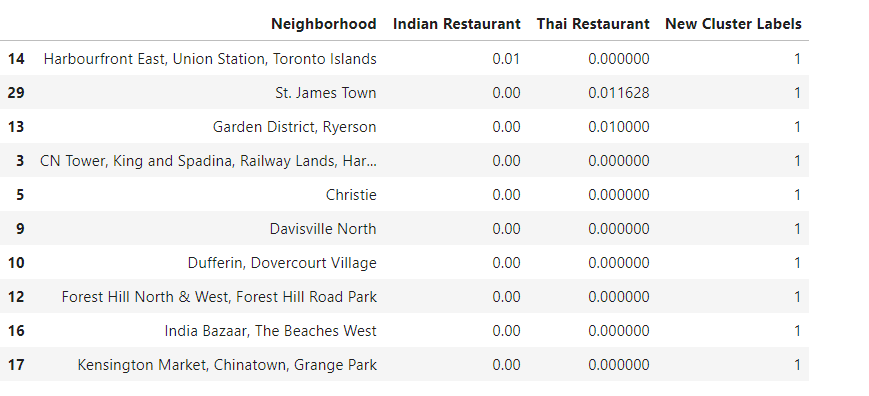 Neighborhood Indian Restaurant Thai Restaurant New Cluster Labels
14 Harbourfront East, Union Station, Toronto Islands 0.01 0.000000 1
29 St. James Town 0.00 0.011628 1
13 Garden District, Ryerson 0.00 0.010000 1
3 CN Tower, King and Spadina, Railway Lands, Har... 0.00 0.000000 1
5 Christie 0.00 0.000000 1
9 Davisville North 0.00 0.000000 1
10 Dufferin, Dovercourt Village 0.00 0.000000 1
12 Forest Hill North & West, Forest Hill Road Park 0.00 0.000000 1
16 India Bazaar, The Beaches West 0.00 0.000000 1
17 Kensington Market, Chinatown, Grange Park 0.00 0.000000 1